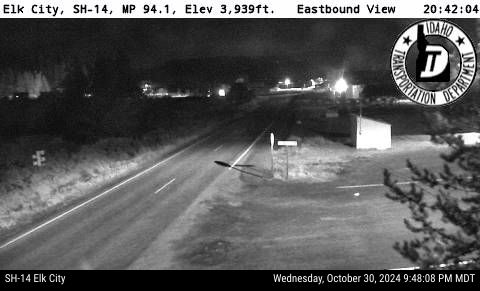 Elk City, SH-14, MP 94.1, Elev 3,939ft.   Eastbound View   20:42:04
IDAHO
TRANSPORTATION DEPARTMENT
SH-14 Elk City   Wednesday, October 30, 2024 9:48:08 PM MDT